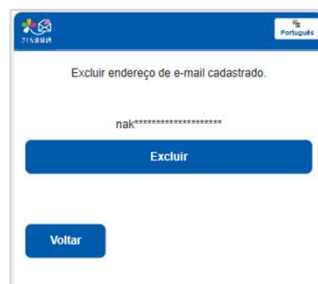 Português
Excluir endereço de e-mail cadastrado.
nak********************
Excluir
Voltar